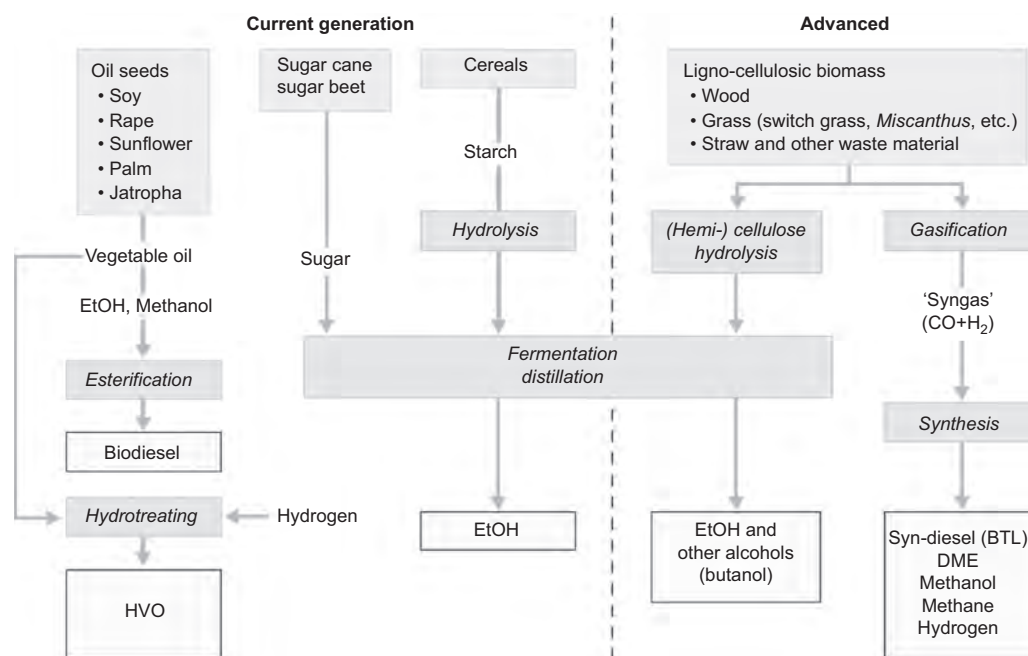 Current generation
Advanced
Oil seeds
• Soy
• Rape
• Sunflower
• Palm
• Jatropha
Sugar cane
sugar beet
Cereals
Ligno-cellulosic biomass
• Wood
• Grass (switch grass, Miscanthus, etc.)
• Straw and other waste material
Starch
Hydrolysis
(Hemi-) cellulose
hydrolysis
Gasification
Vegetable oil
Sugar
EtOH, Methanol
'Syngas'
(CO+H₂)
Esterification
Fermentation
distillation
Synthesis
Biodiesel
Hydrotreating
Hydrogen
EtOH
EtOH and
other alcohols
(butanol)
Syn-diesel (BTL)
DME
Methanol
Methane
Hydrogen
HVO